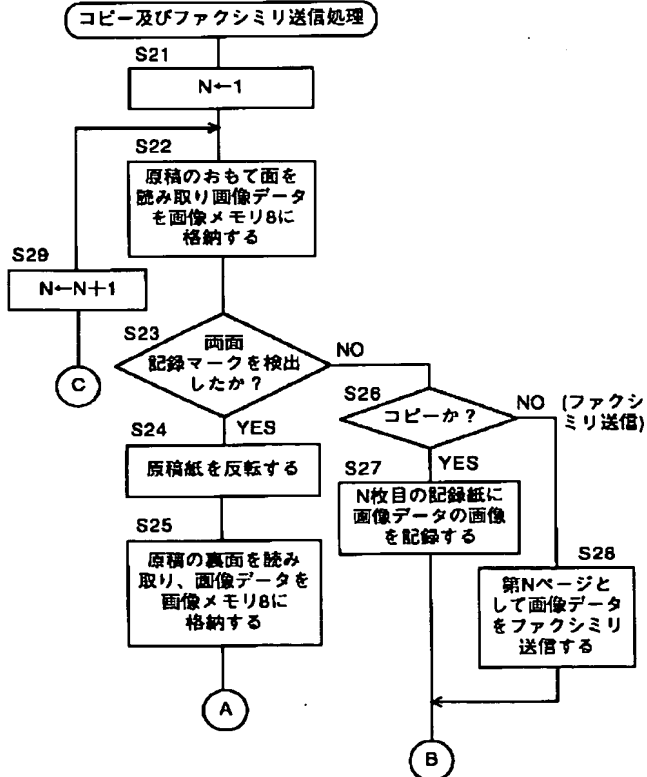 コピー及びファクシミリ送信処理
S21
N←1
S22
原稿のおもて面を
読み取り画像データ
を画像メモリ8に
格納する
S29
N←N+1
C
S23
両面
記録マークを検出
したか？
NO
YES
S24
原稿紙を反転する
S25
原稿の裏面を読み
取り、画像データを
画像メモリ8に
格納する
A
S26
コピーか？
NO (ファクシ
ミリ送信)
YES
S27
N枚目の記録紙に
画像データの画像
を記録する
S28
第Nページと
して画像データ
をファクシミリ
送信する
B